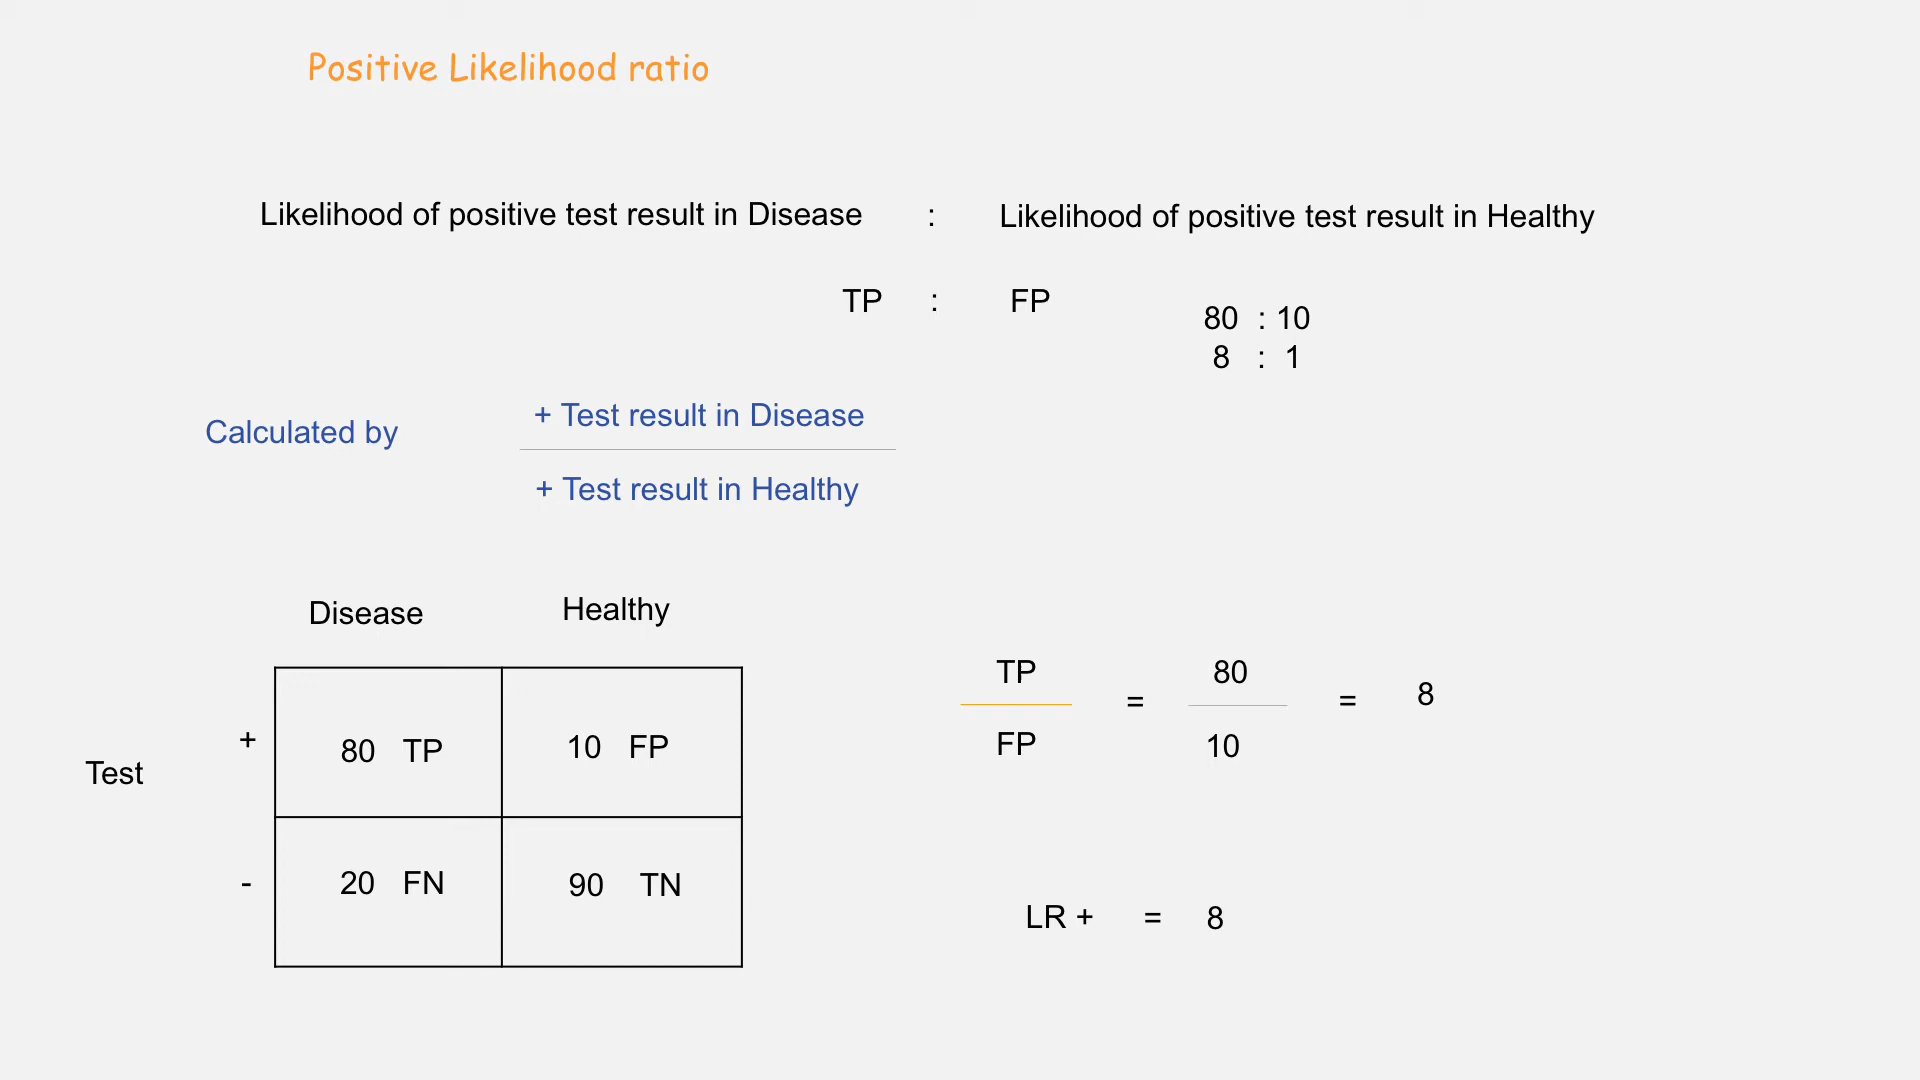 Positive Likelihood ratio
Likelihood of positive test result in Disease : Likelihood of positive test result in Healthy
TP : FP
80 : 10
8 : 1
Calculated by
+ Test result in Disease
+ Test result in Healthy
Disease Healthy
Test
+ 80 TP 10 FP
- 20 FN 90 TN
TP
FP
=
80
10
= 8
LR + = 8